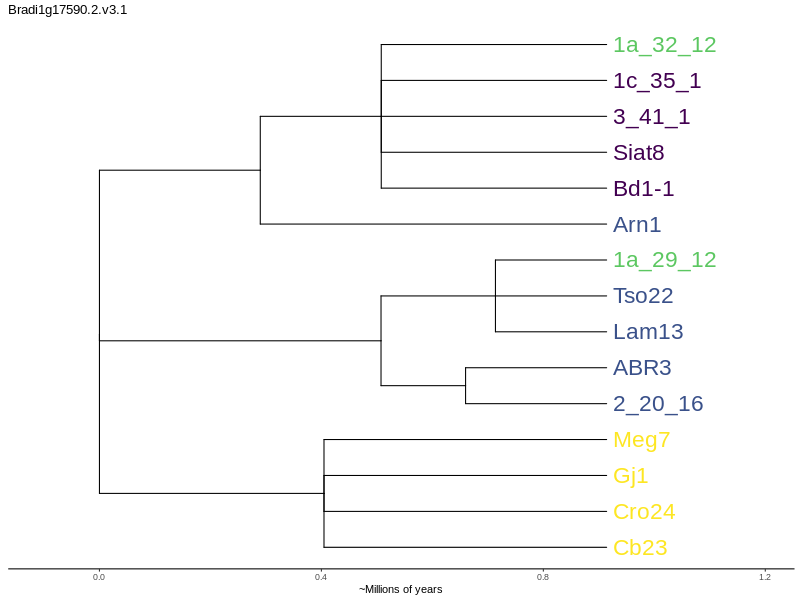 Bradi1g17590.2.v3.1
1a_32_12
1c_35_1
3_41_1
Siat8
Bd1-1
Arn1
1a_29_12
Tso22
Lam13
ABR3
2_20_16
Meg7
Gj1
Cro24
Cb23
0.0 0.4 0.8 1.2
~Millions of years